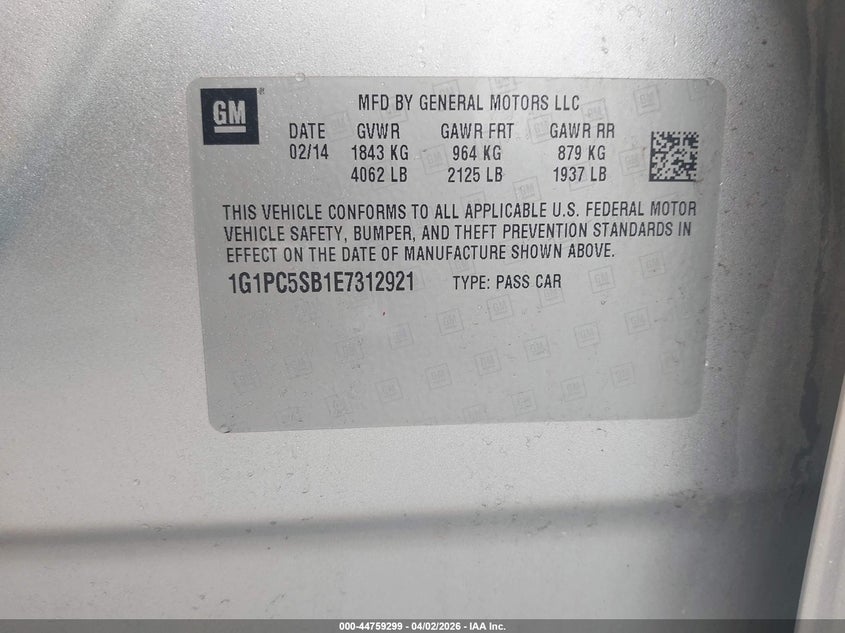 GM
MFD BY GENERAL MOTORS LLC
DATE GVWR GAWR FRT GAWR RR
02/14 1843 KG 964 KG 879 KG
4062 LB 2125 LB 1937 LB
THIS VEHICLE CONFORMS TO ALL APPLICABLE U.S. FEDERAL MOTOR
VEHICLE SAFETY, BUMPER, AND THEFT PREVENTION STANDARDS IN
EFFECT ON THE DATE OF MANUFACTURE SHOWN ABOVE.
1G1PC5SB1E7312921 TYPE: PASS CAR
000-44759299 - 04/02/2026 - IAA Inc.